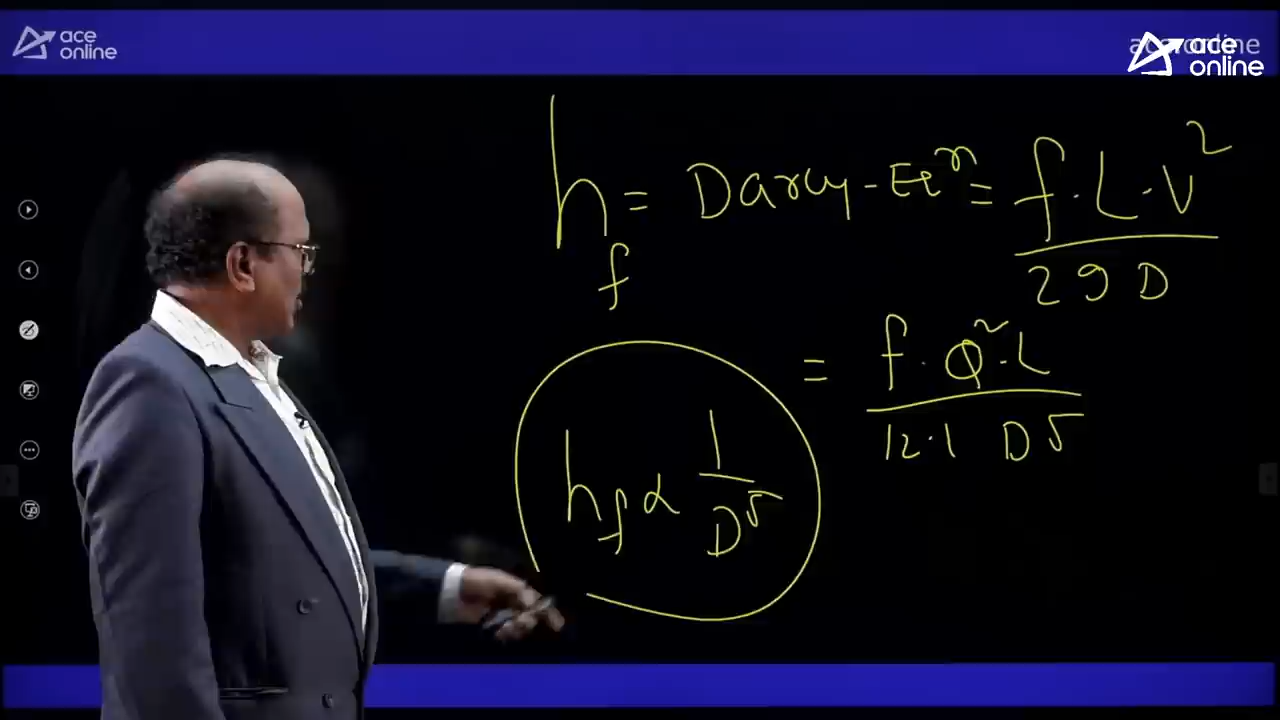 ace online
ace online
h_f = Darcy - Eqⁿ = f·L·V² / 2gD
= f·Q²·L / 12.1 D⁵
h_f ∝ 1 / D⁵